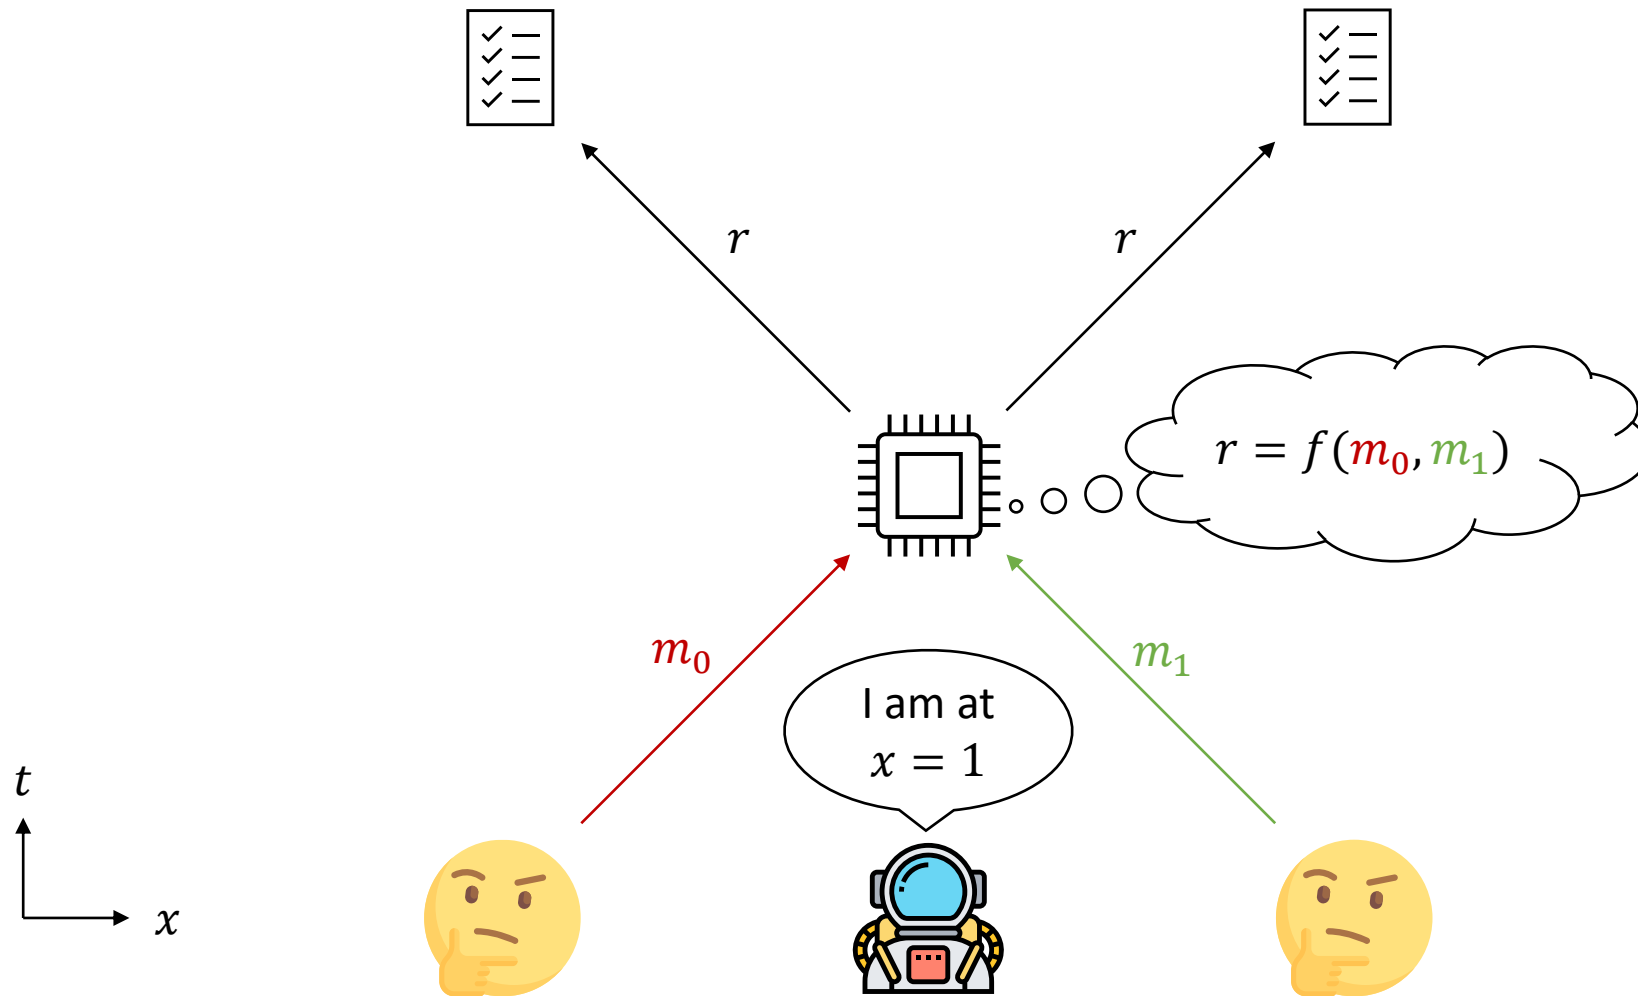 r
r
r = f(m₀, m₁)
m₀
m₁
I am at
x = 1
t
x